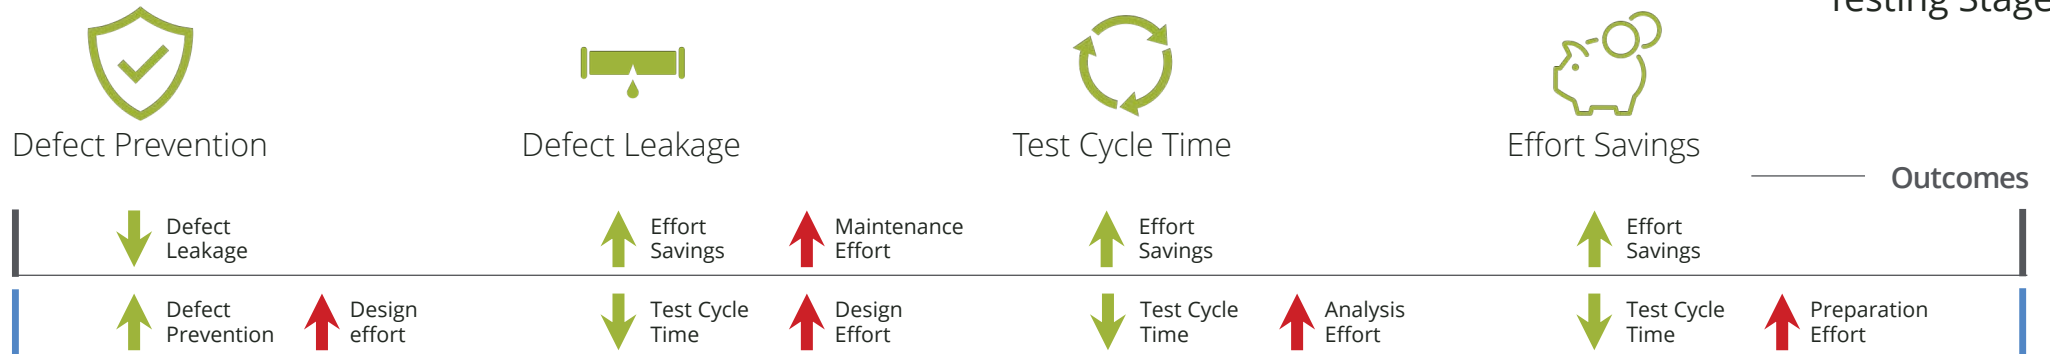 Testing Stage
Defect Prevention
Defect Leakage
Test Cycle Time
Effort Savings
Outcomes
Defect
Leakage
Effort
Savings
Maintenance
Effort
Effort
Savings
Effort
Savings
Defect
Prevention
Design
effort
Test Cycle
Time
Design
Effort
Test Cycle
Time
Analysis
Effort
Test Cycle
Time
Preparation
Effort